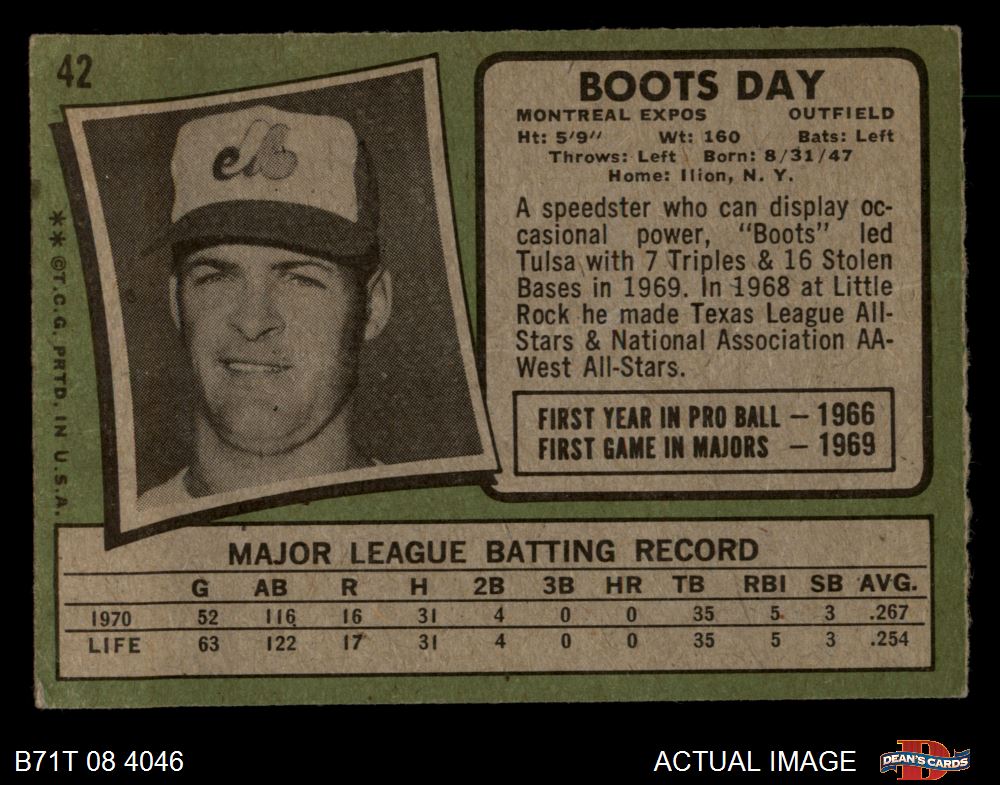 42
BOOTS DAY
MONTREAL EXPOS OUTFIELD
Ht: 5'9" Wt: 160 Bats: Left
Throws: Left Born: 8/31/47
Home: Ilion, N. Y.
A speedster who can display oc-
casional power, "Boots" led
Tulsa with 7 Triples & 16 Stolen
Bases in 1969. In 1968 at Little
Rock he made Texas League All-
Stars & National Association AA-
West All-Stars.
FIRST YEAR IN PRO BALL — 1966
FIRST GAME IN MAJORS — 1969
**©T.C.G. PRTD. IN U.S.A.
MAJOR LEAGUE BATTING RECORD
G AB R H 2B 3B HR TB RBI SB AVG.
1970 52 116 16 31 4 0 0 35 5 3 .267
LIFE 63 122 17 31 4 0 0 35 5 3 .254
B71T 08 4046 ACTUAL IMAGE
DEAN'S CARDS